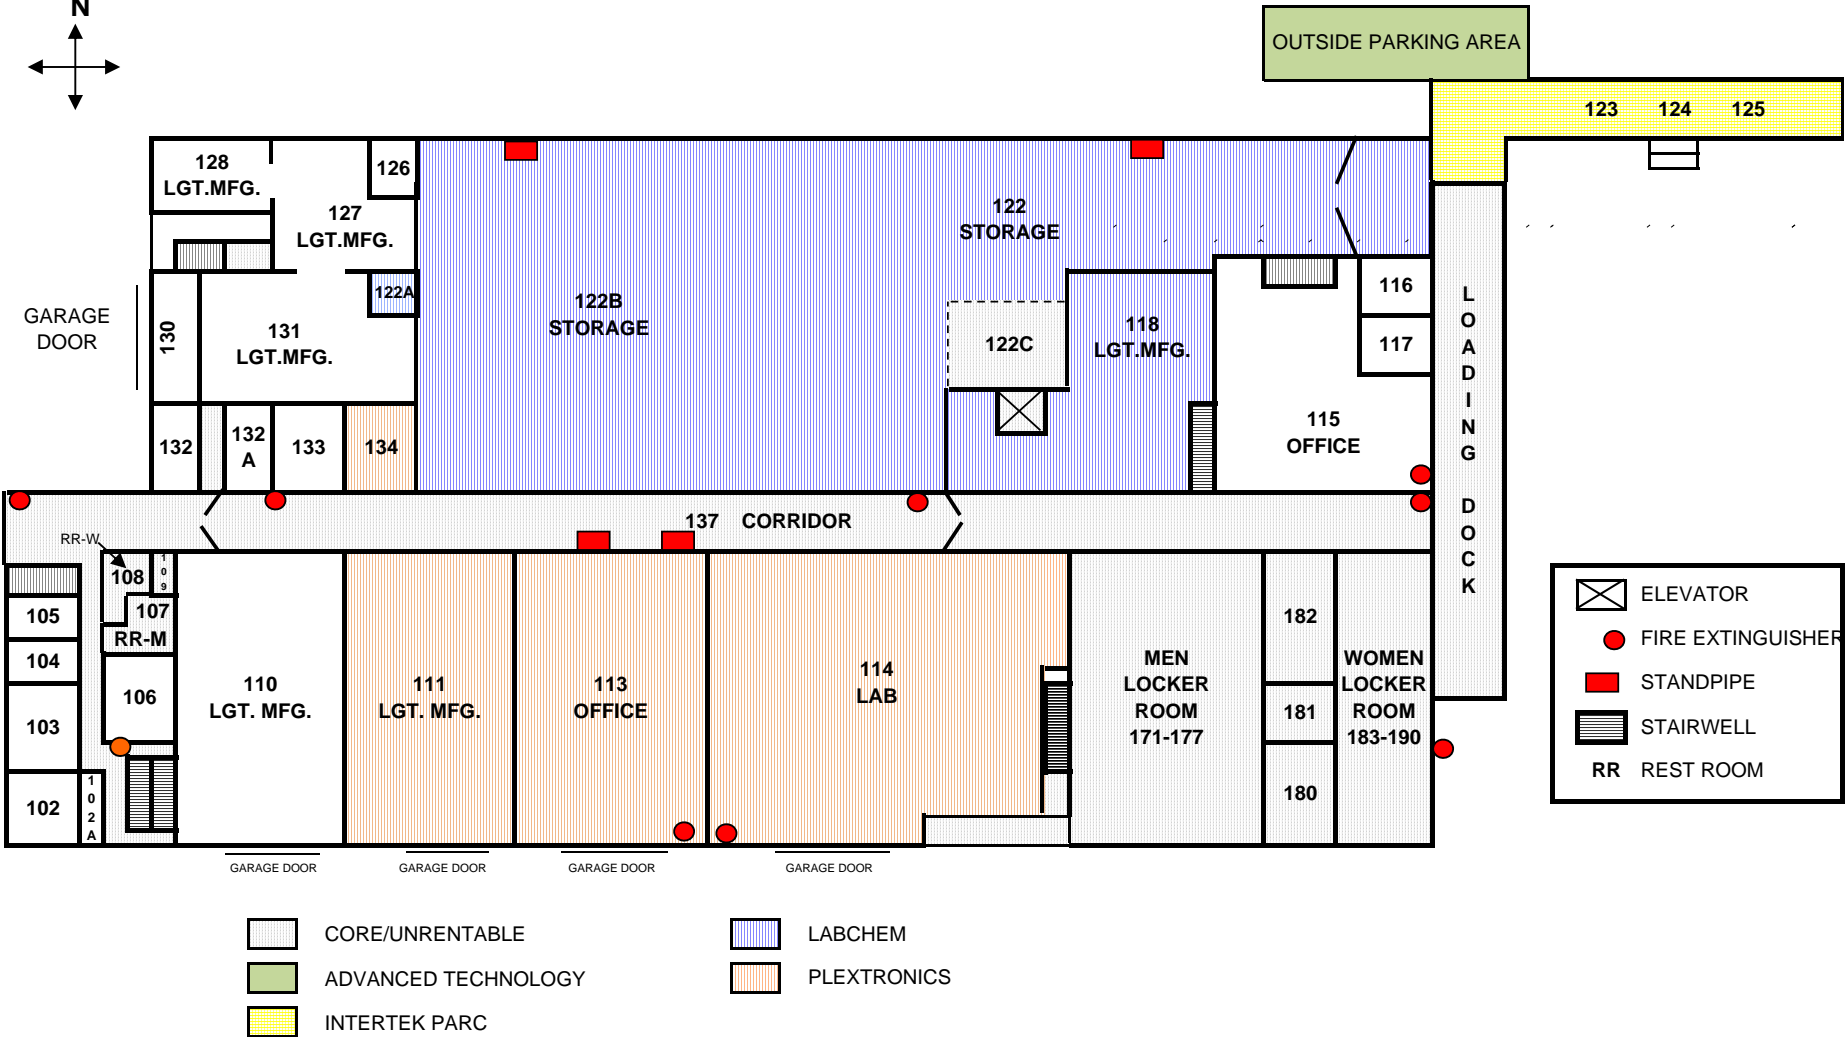 N
OUTSIDE PARKING AREA
123 124 125
128
LGT.MFG.
126
127
LGT.MFG.
122
STORAGE
122A
122B
STORAGE
116
GARAGE
DOOR
130
131
LGT.MFG.
122C
118
LGT.MFG.
117
LOADING DOCK
115
OFFICE
132
132
A
133
134
137 CORRIDOR
RR-W
108
109
107
RR-M
105
104
103
106
102
102A
110
LGT. MFG.
111
LGT. MFG.
113
OFFICE
114
LAB
MEN
LOCKER
ROOM
171-177
182
181
180
WOMEN
LOCKER
ROOM
183-190
ELEVATOR
FIRE EXTINGUISHER
STANDPIPE
STAIRWELL
RR REST ROOM
GARAGE DOOR
GARAGE DOOR
GARAGE DOOR
GARAGE DOOR
CORE/UNRENTABLE
ADVANCED TECHNOLOGY
INTERTEK PARC
LABCHEM
PLEXTRONICS